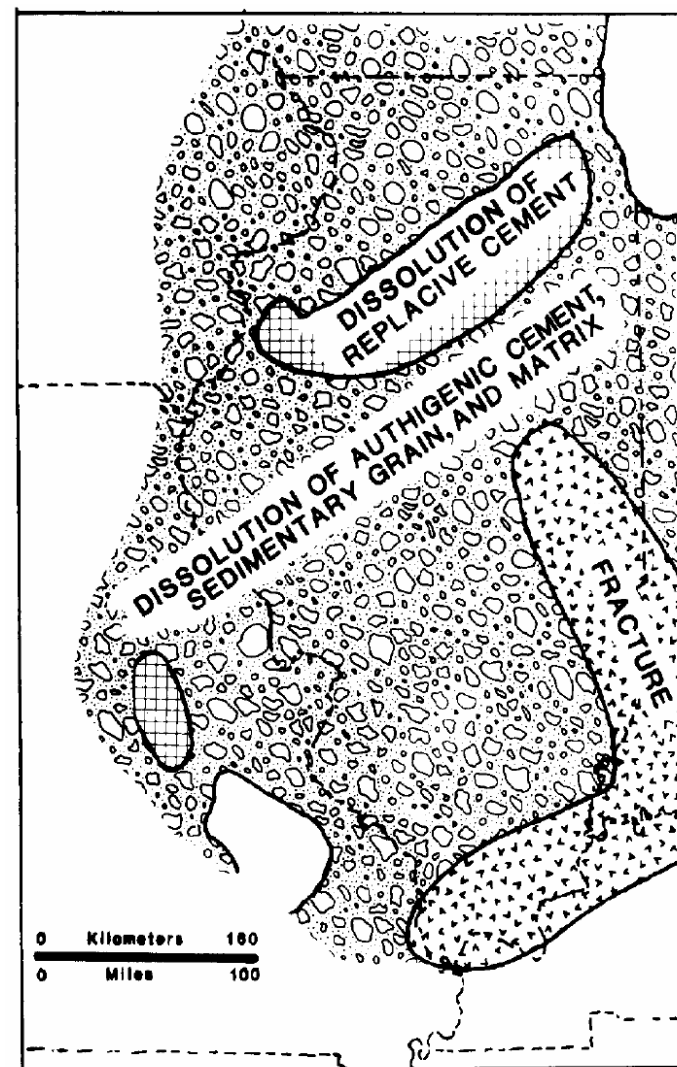 DISSOLUTION OF
REPLACIVE CEMENT
DISSOLUTION OF AUTHIGENIC CEMENT,
SEDIMENTARY GRAIN, AND MATRIX
FRACTURE
0 Kilometers 160
0 Miles 100